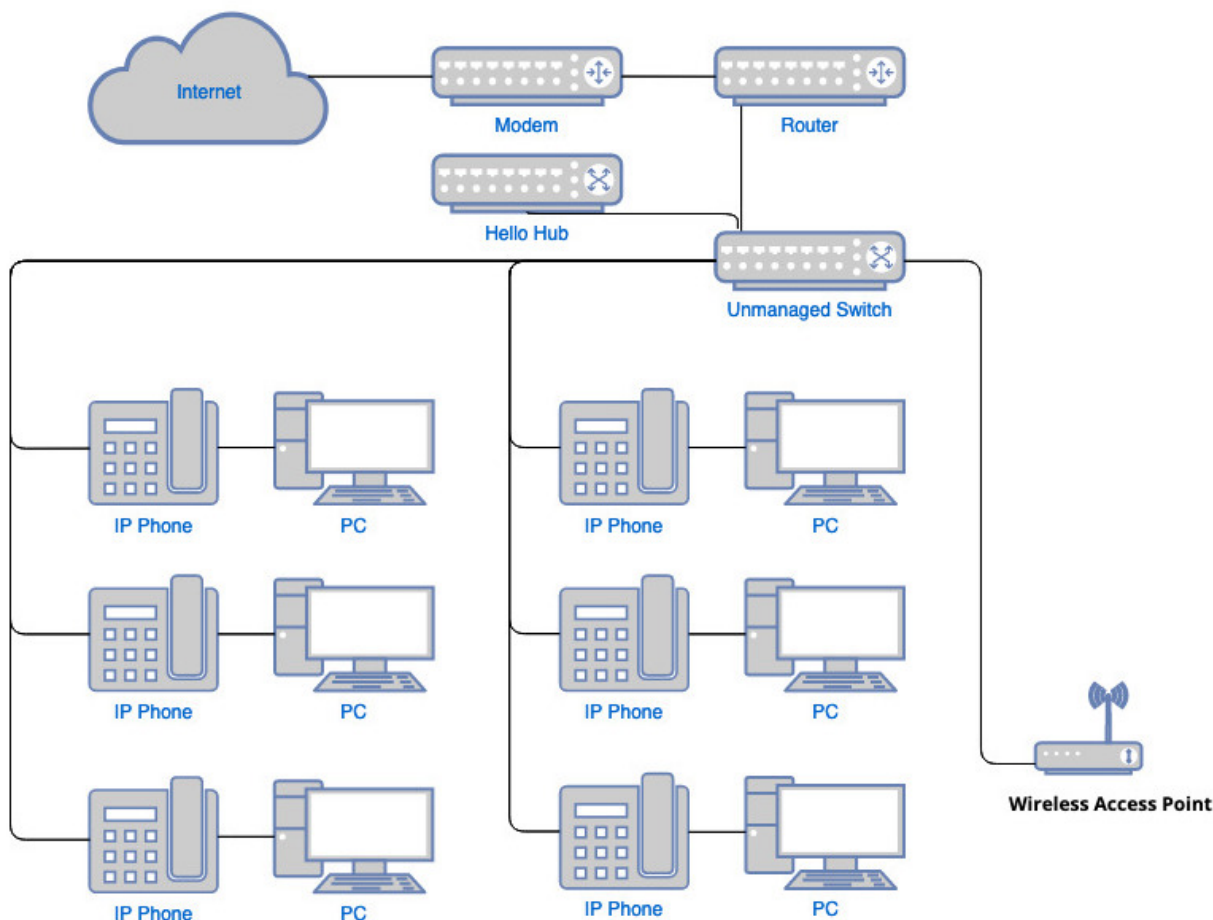 Internet
Modem
Router
Hello Hub
Unmanaged Switch
IP Phone
PC
IP Phone
PC
IP Phone
PC
IP Phone
PC
Wireless Access Point
IP Phone
PC
IP Phone
PC